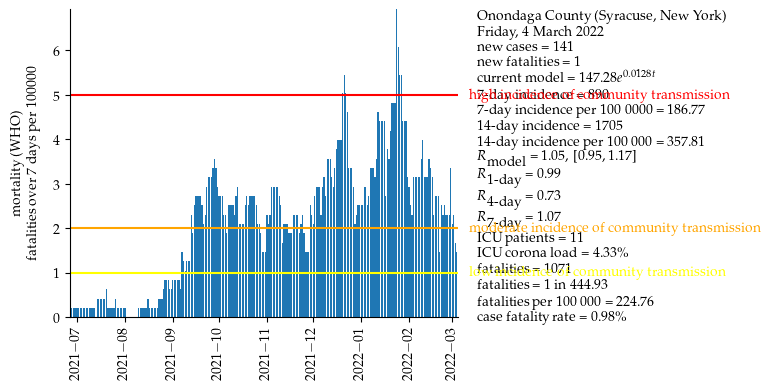 Onondaga County (Syracuse, New York)
Friday, 4 March 2022
new cases = 141
new fatalities = 1
current model = 147.28e^0.0128t
high incidence of community transmission
7-day incidence = 890
7-day incidence per 100 0000 = 186.77
14-day incidence = 1705
14-day incidence per 100 000 = 357.81
R model = 1.05, [0.95, 1.17]
R 1-day = 0.99
R 4-day = 0.73
R 7-day = 1.07
moderate incidence of community transmission
ICU patients = 11
ICU corona load = 4.33%
fatalities = 1071
low incidence of community transmission
fatalities = 1 in 444.93
fatalities per 100 000 = 224.76
case fatality rate = 0.98%
mortality (WHO)
fatalities over 7 days per 100000
6
5
4
3
2
1
0
2021−07
2021−08
2021−09
2021−10
2021−11
2021−12
2022−01
2022−02
2022−03